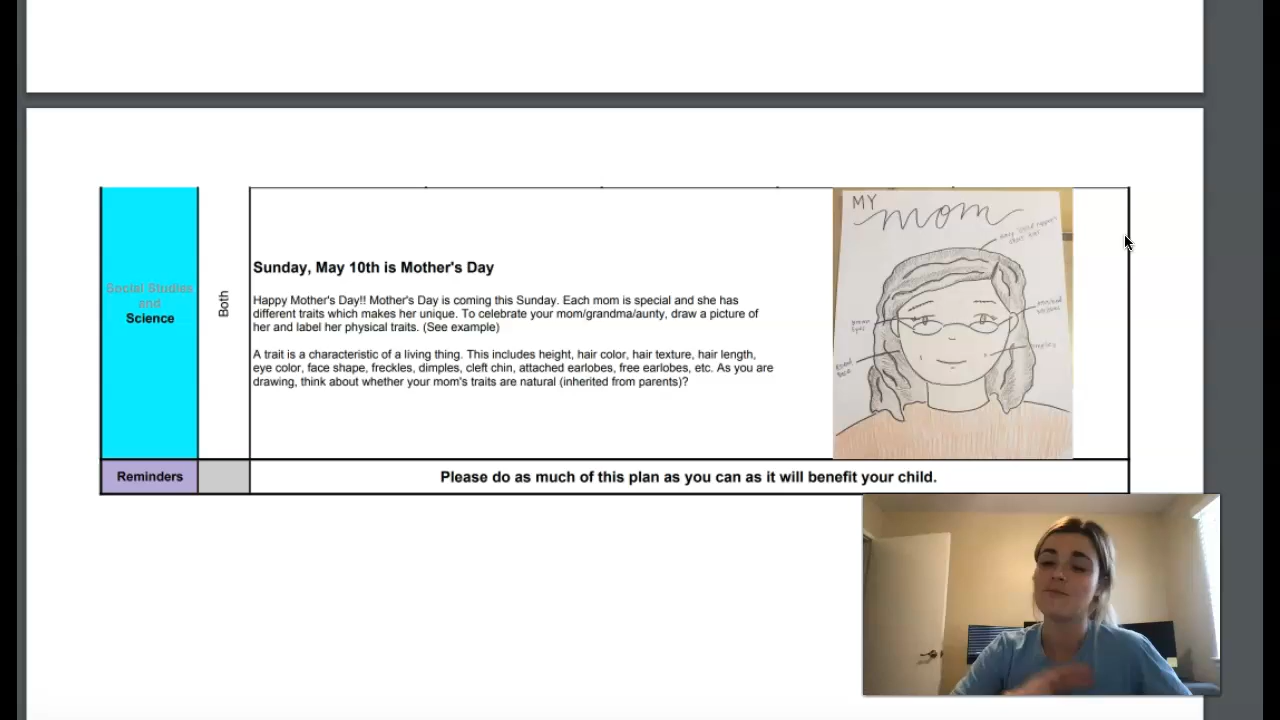 Social Studies
and
Science
Both
Sunday, May 10th is Mother's Day
Happy Mother's Day!! Mother's Day is coming this Sunday. Each mom is special and she has
different traits which makes her unique. To celebrate your mom/grandma/aunty, draw a picture of
her and label her physical traits. (See example)
A trait is a characteristic of a living thing. This includes height, hair color, hair texture, hair length,
eye color, face shape, freckles, dimples, cleft chin, attached earlobes, free earlobes, etc. As you are
drawing, think about whether your mom's traits are natural (inherited from parents)?
MY
mom
eyes
face
Reminders
Please do as much of this plan as you can as it will benefit your child.